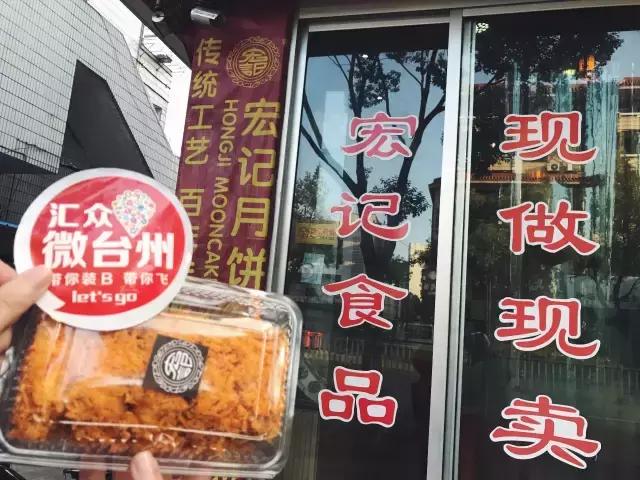 汇众
微台州
带你装B 带你飞
let's go
传统工艺 百
宏记月饼
HONGJI MOONCAK
宏记食品
现做现卖